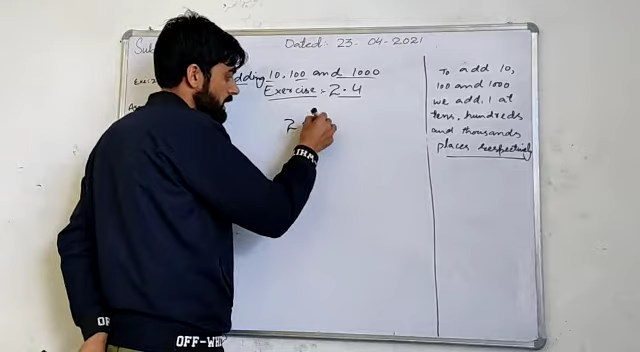 Dated:- 23-04-2021
Adding 10, 100 and 1000
Exercise:- 2.4
2
To add 10,
100 and 1000
we add 1 at
tens, hundreds
and thousands
places respectively
OFF-WH